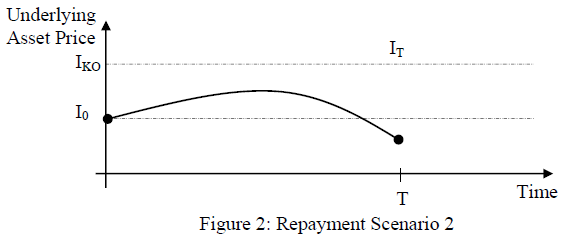 Underlying
Asset Price
I_KO
I_T
I_0
T
Time
Figure 2: Repayment Scenario 2